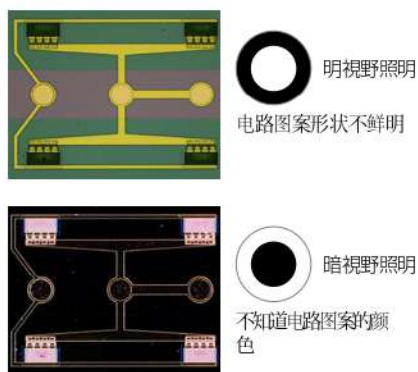 明視野照明
电路图案形状不鲜明
暗視野照明
不知道电路图案的颜
色